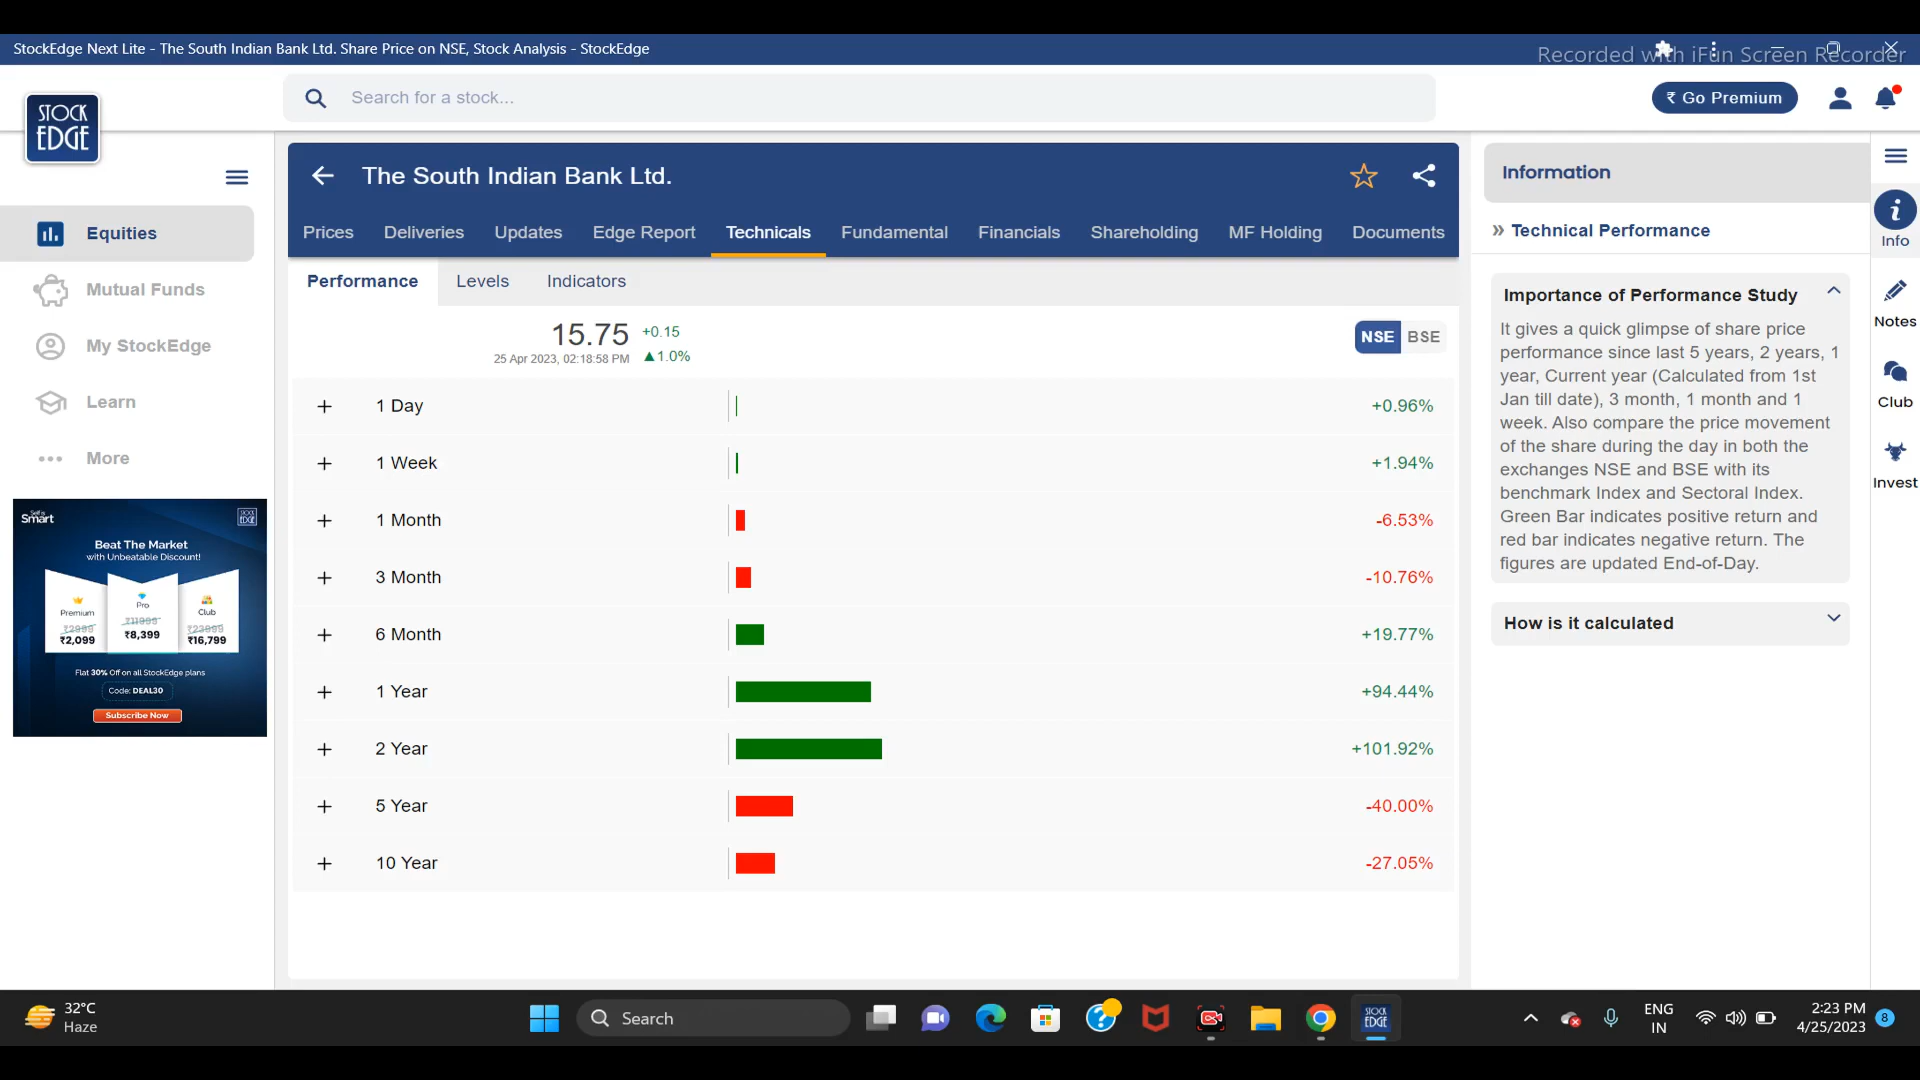 StockEdge Next Lite - The South Indian Bank Ltd. Share Price on NSE, Stock Analysis - StockEdge
Recorded with iFun Screen Recorder
STOCK
EDGE
Search for a stock...
₹ Go Premium
Equities
Mutual Funds
My StockEdge
Learn
More
Self is
Smart
STOCK
EDGE
Beat The Market
with Unbeatable Discount!
Premium
₹2999
₹2,099
Pro
₹11999
₹8,399
Club
₹23999
₹16,799
Flat 30% Off on all StockEdge plans
Code: DEAL30
Subscribe Now
The South Indian Bank Ltd.
Prices Deliveries Updates Edge Report Technicals Fundamental Financials Shareholding MF Holding Documents
Performance Levels Indicators
15.75 +0.15
25 Apr 2023, 02:18:58 PM ▲1.0%
NSE BSE
+ 1 Day +0.96%
+ 1 Week +1.94%
+ 1 Month -6.53%
+ 3 Month -10.76%
+ 6 Month +19.77%
+ 1 Year +94.44%
+ 2 Year +101.92%
+ 5 Year -40.00%
+ 10 Year -27.05%
Information
» Technical Performance
Importance of Performance Study
It gives a quick glimpse of share price
performance since last 5 years, 2 years, 1
year, Current year (Calculated from 1st
Jan till date), 3 month, 1 month and 1
week. Also compare the price movement
of the share during the day in both the
exchanges NSE and BSE with its
benchmark Index and Sectoral Index.
Green Bar indicates positive return and
red bar indicates negative return. The
figures are updated End-of-Day.
How is it calculated
Info
Notes
Club
Invest
32°C
Haze
Search
STOCK
EDGE
ENG
IN
2:23 PM
4/25/2023
8